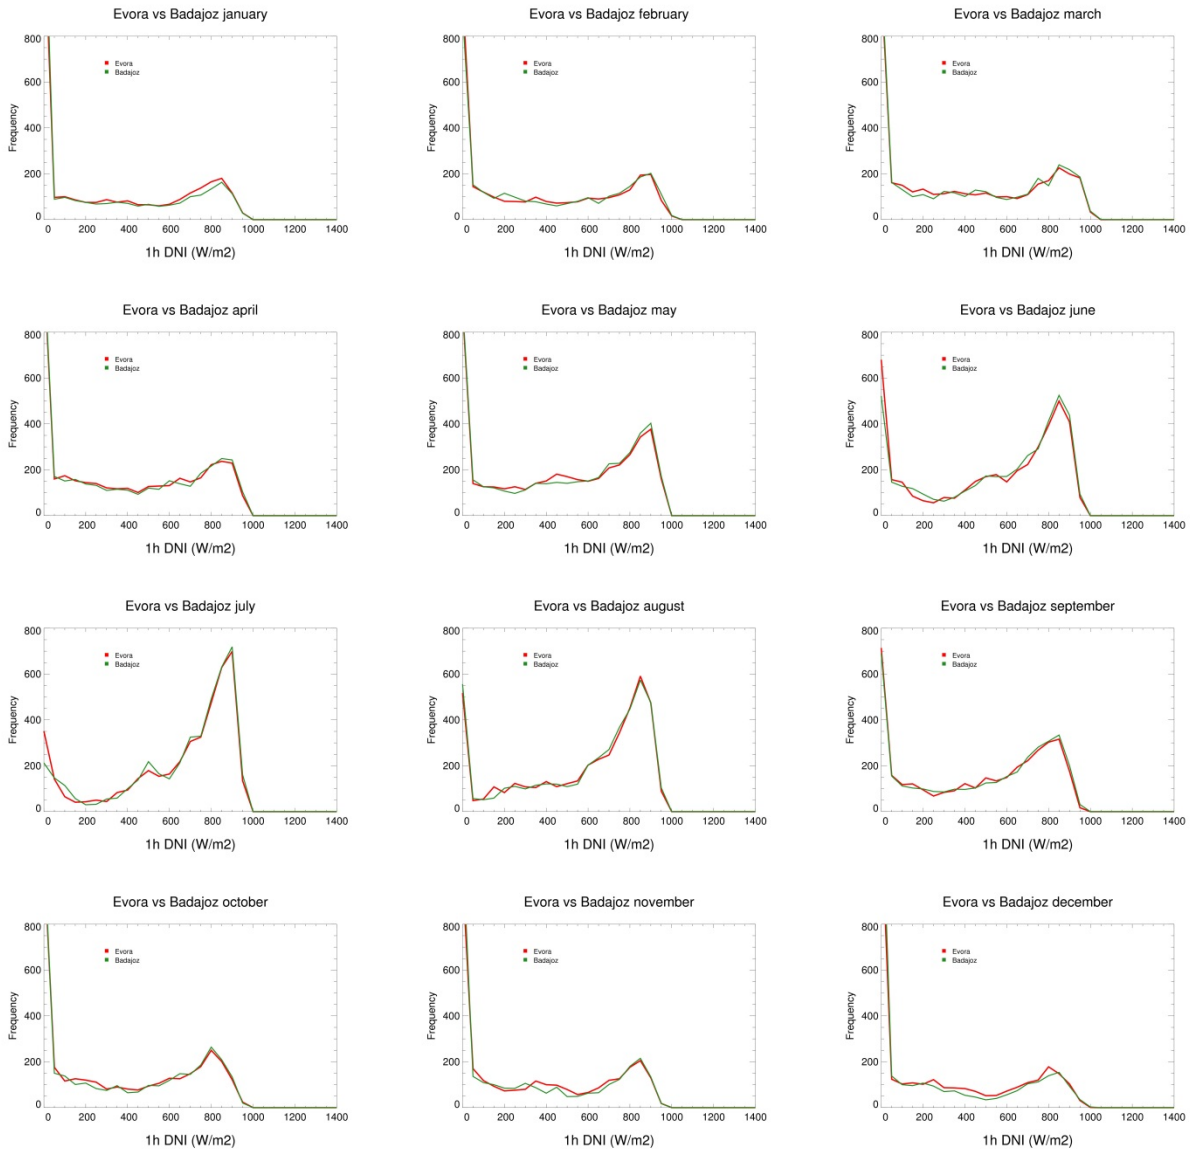 Evora vs Badajoz january
Evora vs Badajoz february
Evora vs Badajoz march
800 600 400 200 0
Frequency
Evora
Badajoz
0 200 400 600 800 1000 1200 1400
1h DNI (W/m2)
800 600 400 200 0
Frequency
Evora
Badajoz
0 200 400 600 800 1000 1200 1400
1h DNI (W/m2)
800 600 400 200 0
Frequency
Evora
Badajoz
0 200 400 600 800 1000 1200 1400
1h DNI (W/m2)
Evora vs Badajoz april
Evora vs Badajoz may
Evora vs Badajoz june
800 600 400 200 0
Frequency
Evora
Badajoz
0 200 400 600 800 1000 1200 1400
1h DNI (W/m2)
800 600 400 200 0
Frequency
Evora
Badajoz
0 200 400 600 800 1000 1200 1400
1h DNI (W/m2)
800 600 400 200 0
Frequency
Evora
Badajoz
0 200 400 600 800 1000 1200 1400
1h DNI (W/m2)
Evora vs Badajoz july
Evora vs Badajoz august
Evora vs Badajoz september
800 600 400 200 0
Frequency
Evora
Badajoz
0 200 400 600 800 1000 1200 1400
1h DNI (W/m2)
800 600 400 200 0
Frequency
Evora
Badajoz
0 200 400 600 800 1000 1200 1400
1h DNI (W/m2)
800 600 400 200 0
Frequency
Evora
Badajoz
0 200 400 600 800 1000 1200 1400
1h DNI (W/m2)
Evora vs Badajoz october
Evora vs Badajoz november
Evora vs Badajoz december
800 600 400 200 0
Frequency
Evora
Badajoz
0 200 400 600 800 1000 1200 1400
1h DNI (W/m2)
800 600 400 200 0
Frequency
Evora
Badajoz
0 200 400 600 800 1000 1200 1400
1h DNI (W/m2)
800 600 400 200 0
Frequency
Evora
Badajoz
0 200 400 600 800 1000 1200 1400
1h DNI (W/m2)